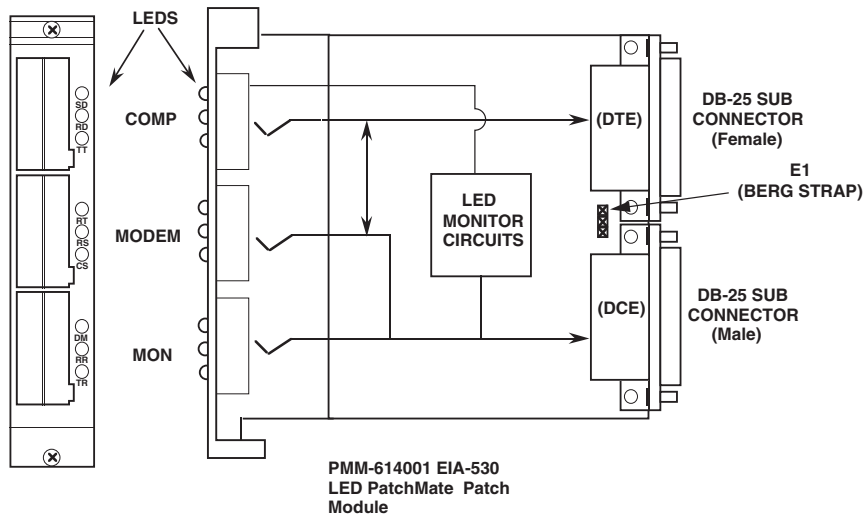 LEDS
SD
RD
TT
RT
RS
CS
DM
RR
TR
COMP
MODEM
MON
LED
MONITOR
CIRCUITS
(DTE)
(DCE)
DB-25 SUB
CONNECTOR
(Female)
E1
(BERG STRAP)
DB-25 SUB
CONNECTOR
(Male)
PMM-614001 EIA-530
LED PatchMate Patch
Module